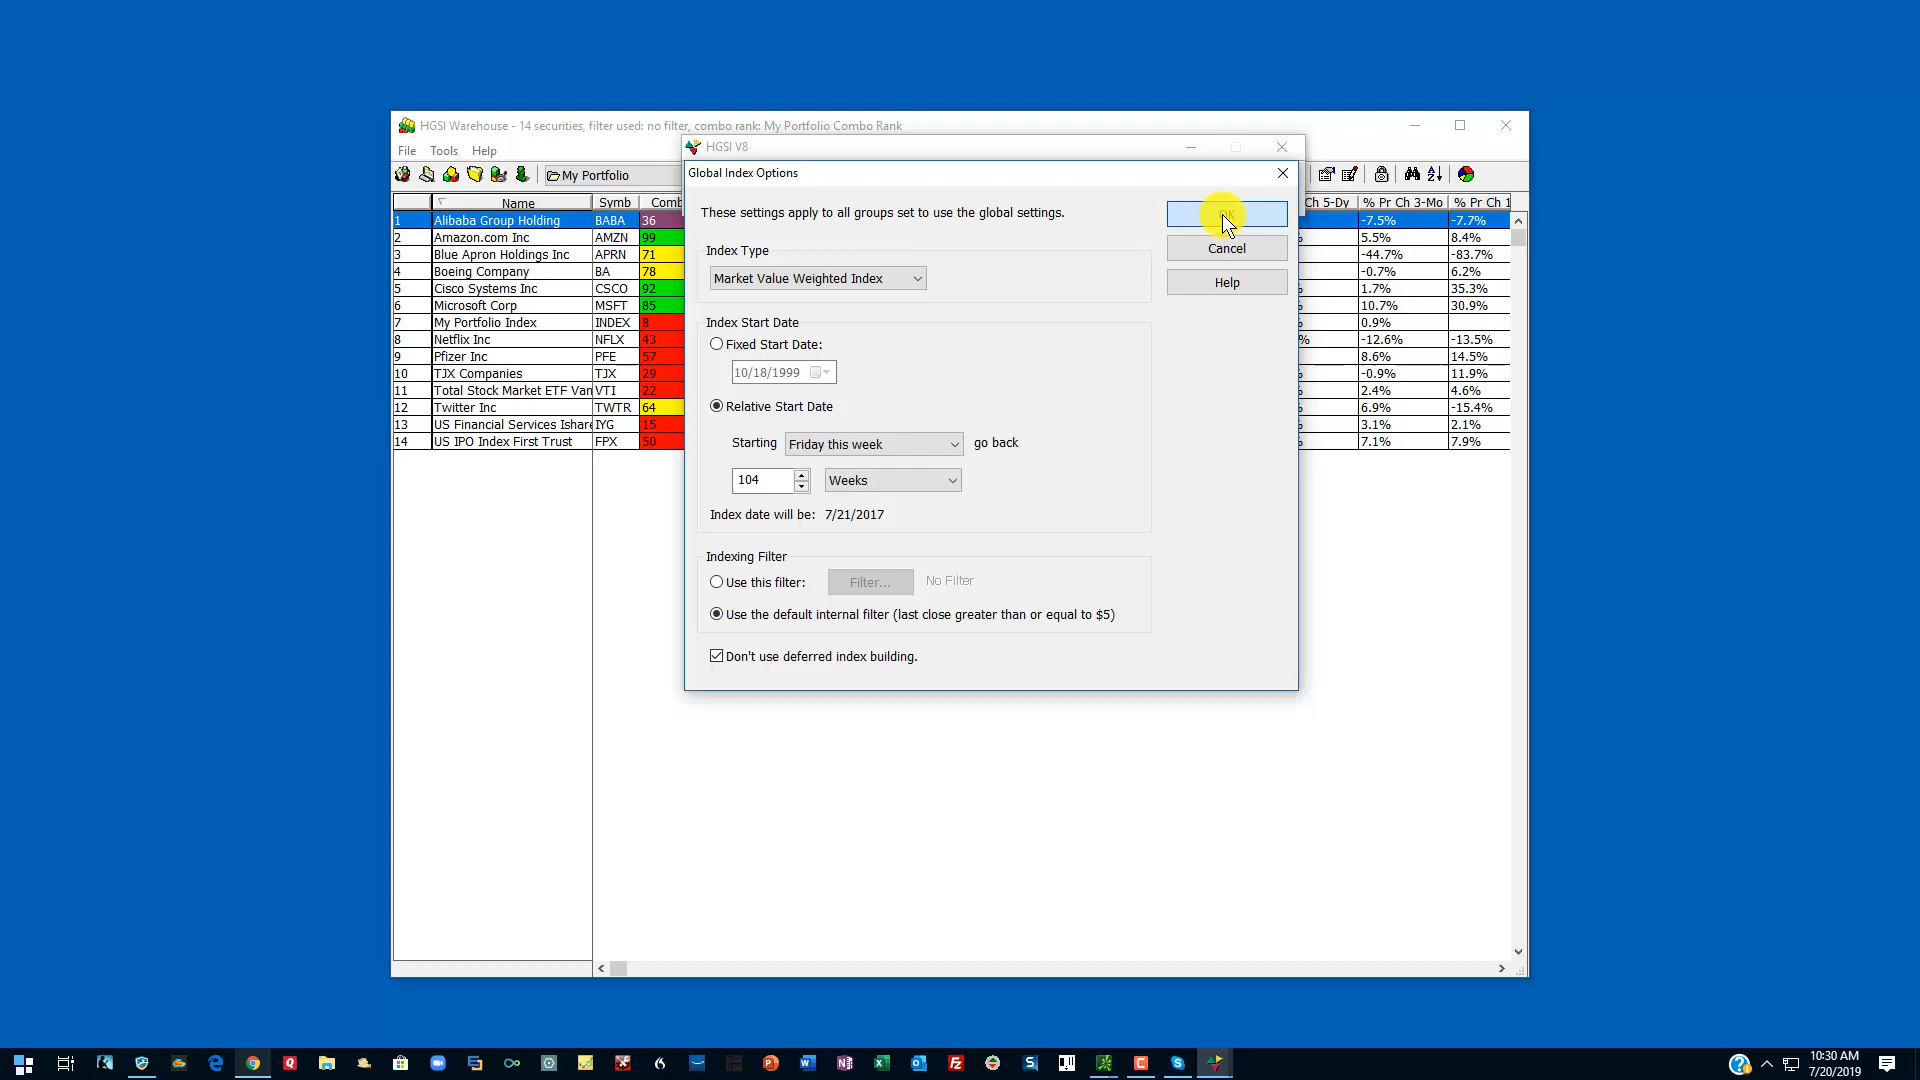 HGSI Warehouse - 14 securities, filter used: no filter, combo rank: My Portfolio Combo Rank
File Tools Help
My Portfolio
HGSI V8
Global Index Options
These settings apply to all groups set to use the global settings.
OK
Cancel
Help
Index Type
Market Value Weighted Index
Index Start Date
Fixed Start Date:
10/18/1999
Relative Start Date
Starting Friday this week go back
104 Weeks
Index date will be: 7/21/2017
Indexing Filter
Use this filter: Filter... No Filter
Use the default internal filter (last close greater than or equal to $5)
Don't use deferred index building.
Name Symb Comb Ch 5-Dy % Pr Ch 3-Mo % Pr Ch 1
1 Alibaba Group Holding BABA 36 -7.5% -7.7%
2 Amazon.com Inc AMZN 99 % 5.5% 8.4%
3 Blue Apron Holdings Inc APRN 71 -44.7% -83.7%
4 Boeing Company BA 78 % -0.7% 6.2%
5 Cisco Systems Inc CSCO 92 % 1.7% 35.3%
6 Microsoft Corp MSFT 85 % 10.7% 30.9%
7 My Portfolio Index INDEX 8 % 0.9%
8 Netflix Inc NFLX 43 % -12.6% -13.5%
9 Pfizer Inc PFE 57 8.6% 14.5%
10 TJX Companies TJX 29 % -0.9% 11.9%
11 Total Stock Market ETF Van VTI 22 % 2.4% 4.6%
12 Twitter Inc TWTR 64 % 6.9% -15.4%
13 US Financial Services Ishare IYG 15 % 3.1% 2.1%
14 US IPO Index First Trust FPX 50 % 7.1% 7.9%
10:30 AM
7/20/2019